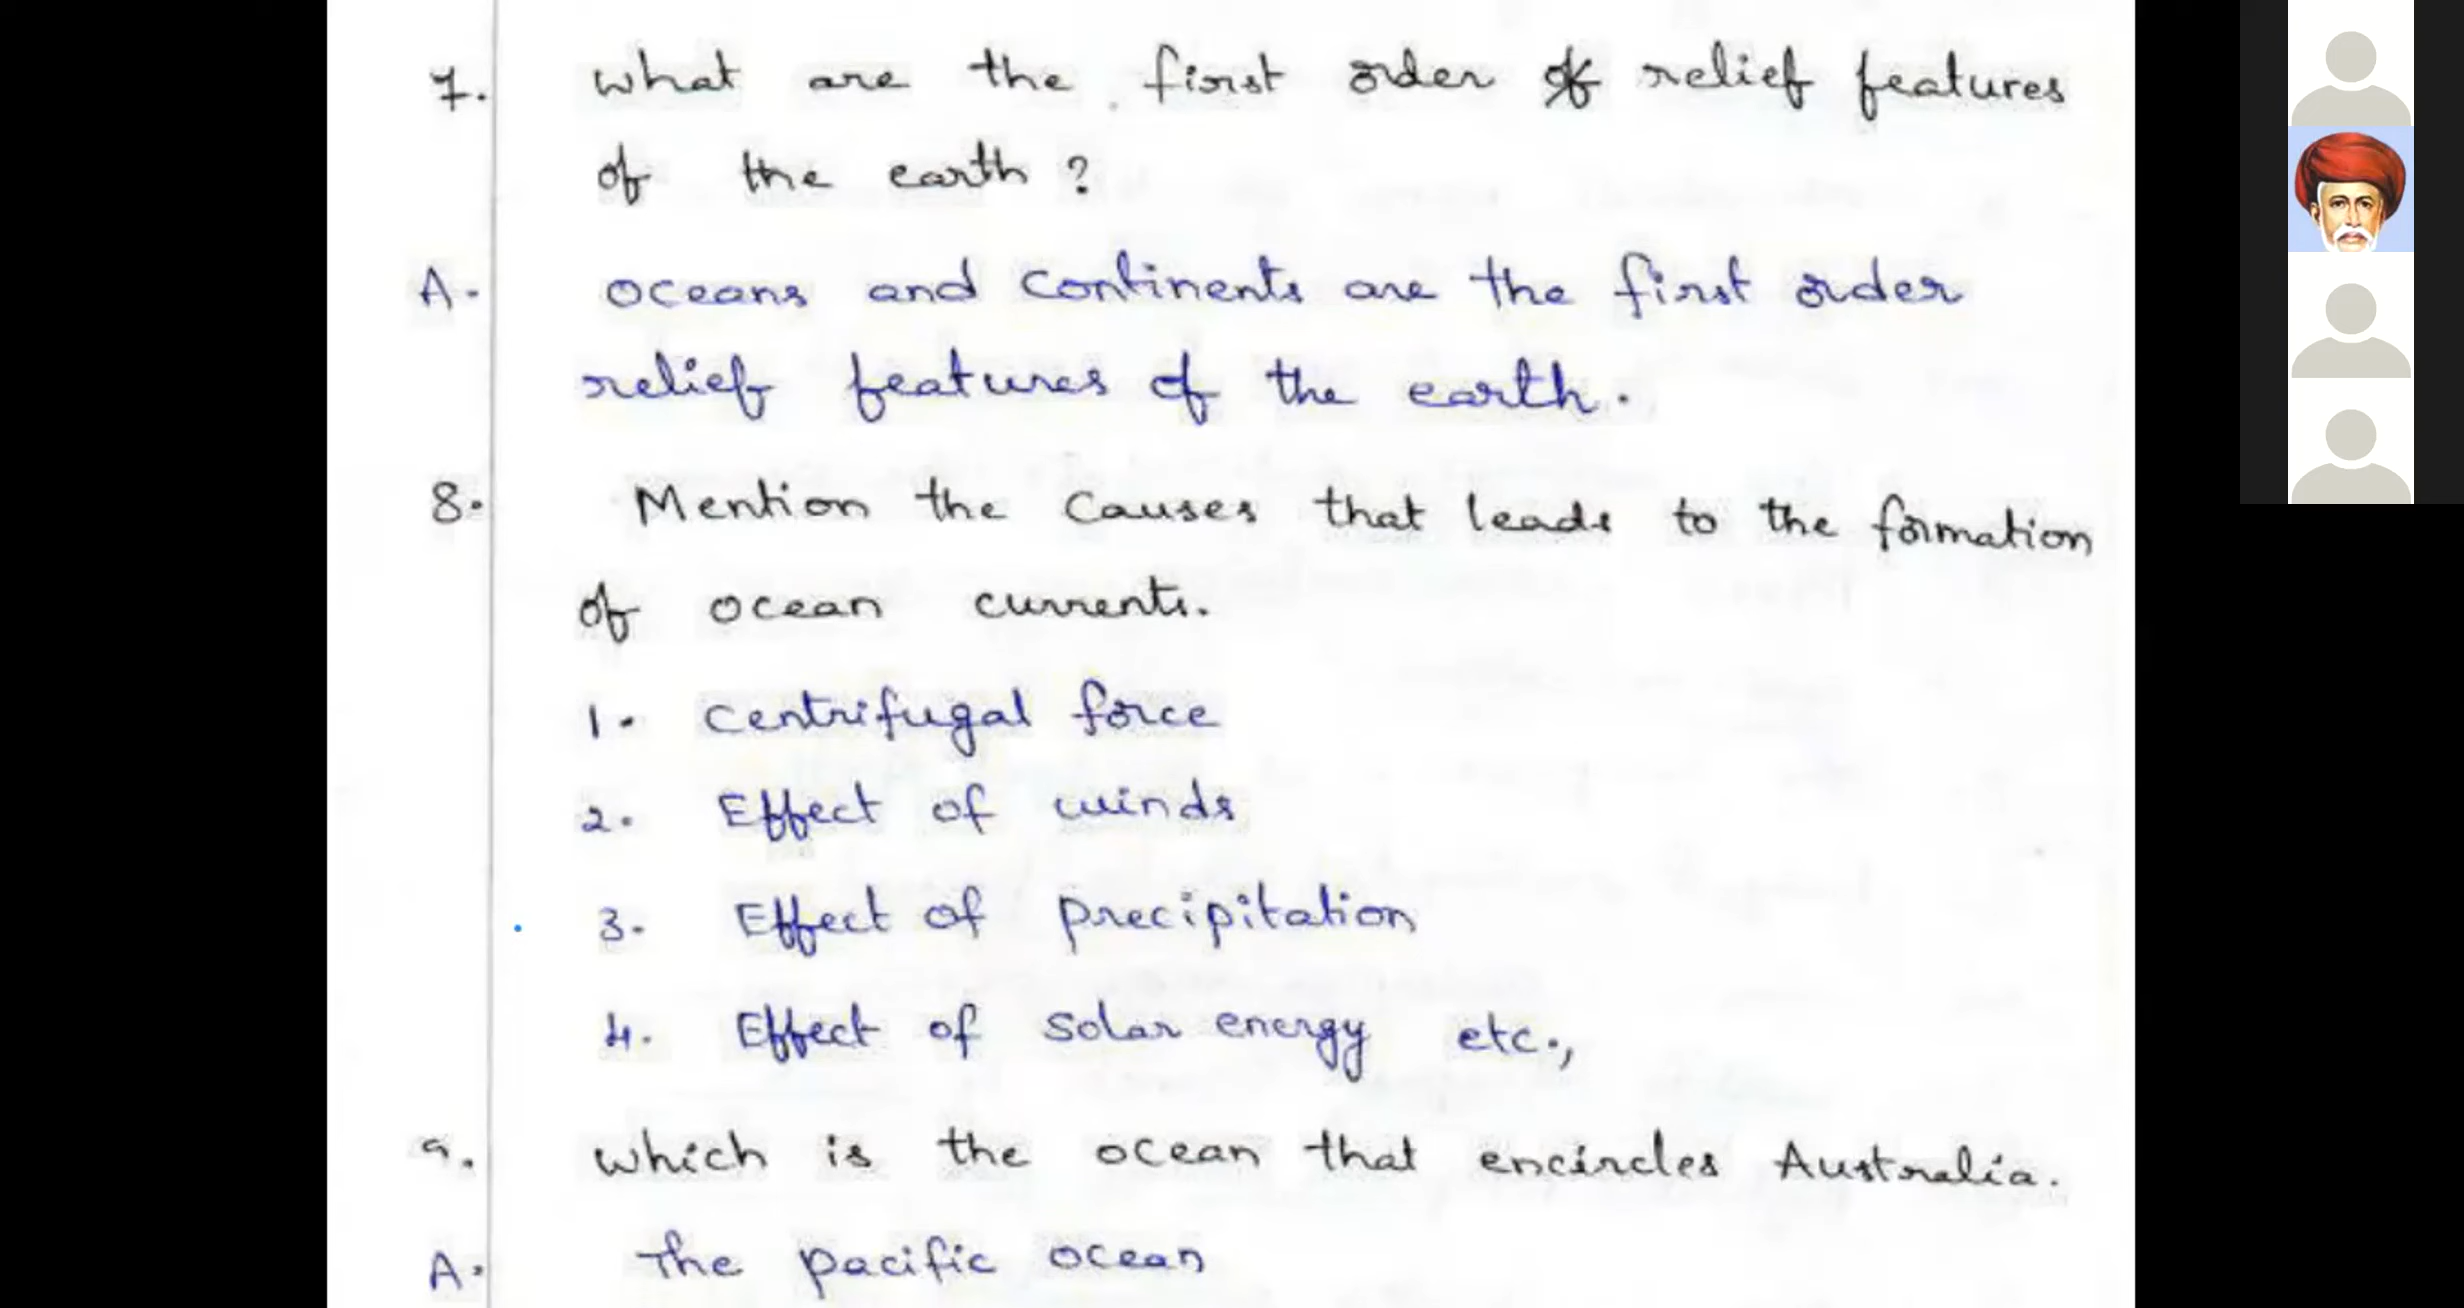 7. What are the first order of relief features
of the earth ?
A. Oceans and continents are the first order
relief features of the earth.
8. Mention the causes that leads to the formation
of ocean currents.
1. Centrifugal force
2. Effect of winds
3. Effect of precipitation
4. Effect of solar energy etc.,
9. Which is the ocean that encircles Australia.
A. The pacific ocean